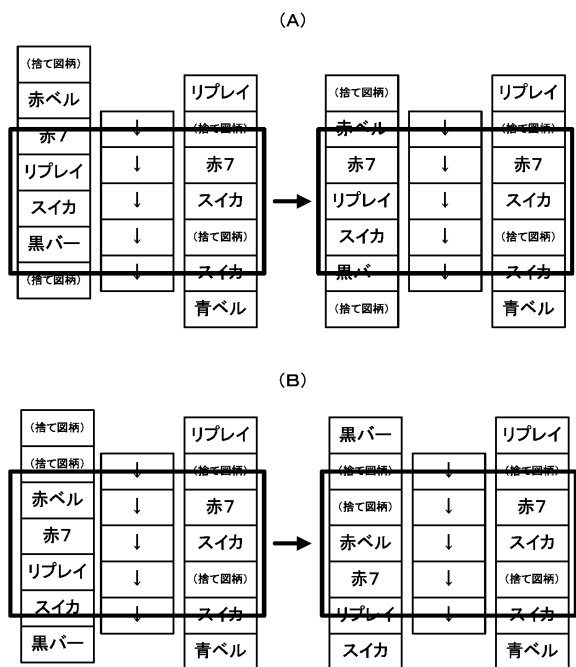 (A)
(捨て図柄)
赤ベル
赤7
リプレイ
スイカ
黒バー
(捨て図柄)
↓
↓
↓
↓
↓
リプレイ
(捨て図柄)
赤7
スイカ
(捨て図柄)
スイカ
青ベル
(捨て図柄)
赤ベル
赤7
リプレイ
スイカ
黒バー
(捨て図柄)
↓
↓
↓
↓
↓
リプレイ
(捨て図柄)
赤7
スイカ
(捨て図柄)
スイカ
青ベル
(B)
(捨て図柄)
(捨て図柄)
赤ベル
赤7
リプレイ
スイカ
黒バー
↓
↓
↓
↓
↓
リプレイ
(捨て図柄)
赤7
スイカ
(捨て図柄)
スイカ
青ベル
黒バー
(捨て図柄)
(捨て図柄)
赤ベル
赤7
リプレイ
スイカ
↓
↓
↓
↓
↓
リプレイ
(捨て図柄)
赤7
スイカ
(捨て図柄)
スイカ
青ベル